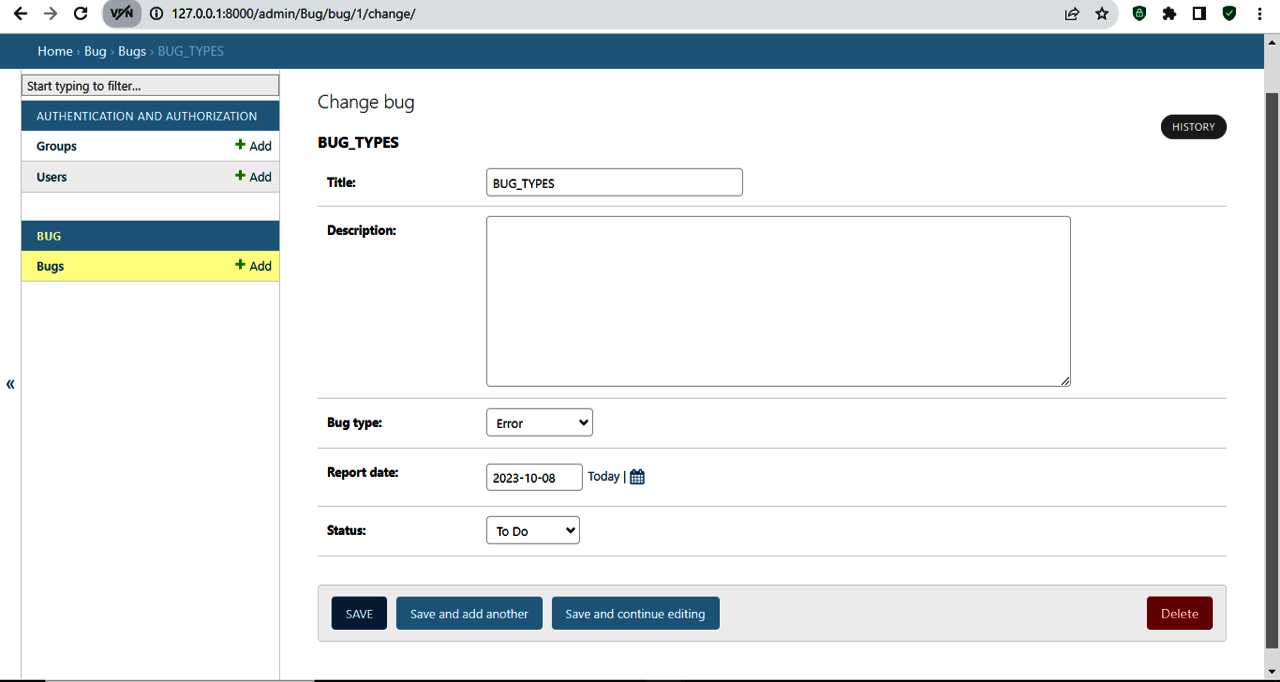 VPN 127.0.0.1:8000/admin/Bug/bug/1/change/
Home › Bug › Bugs › BUG_TYPES
Start typing to filter...
AUTHENTICATION AND AUTHORIZATION
Groups + Add
Users + Add
BUG
Bugs + Add
«
Change bug
HISTORY
BUG_TYPES
Title: BUG_TYPES
Description:
Bug type: Error
Report date: 2023-10-08 Today |
Status: To Do
SAVE Save and add another Save and continue editing Delete